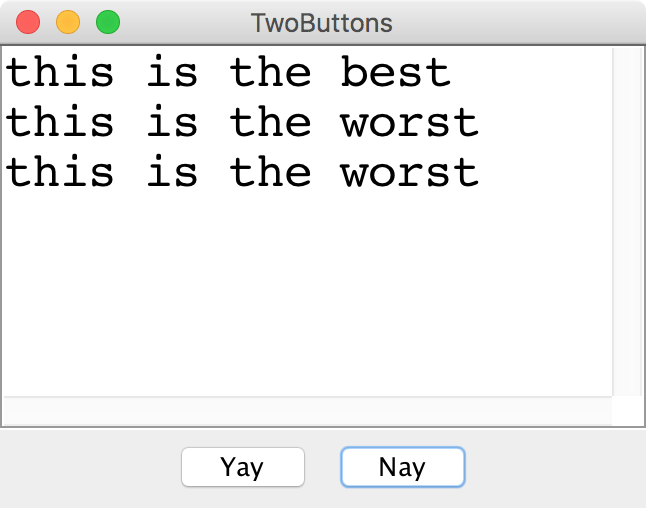 TwoButtons
this is the best
this is the worst
this is the worst
Yay
Nay